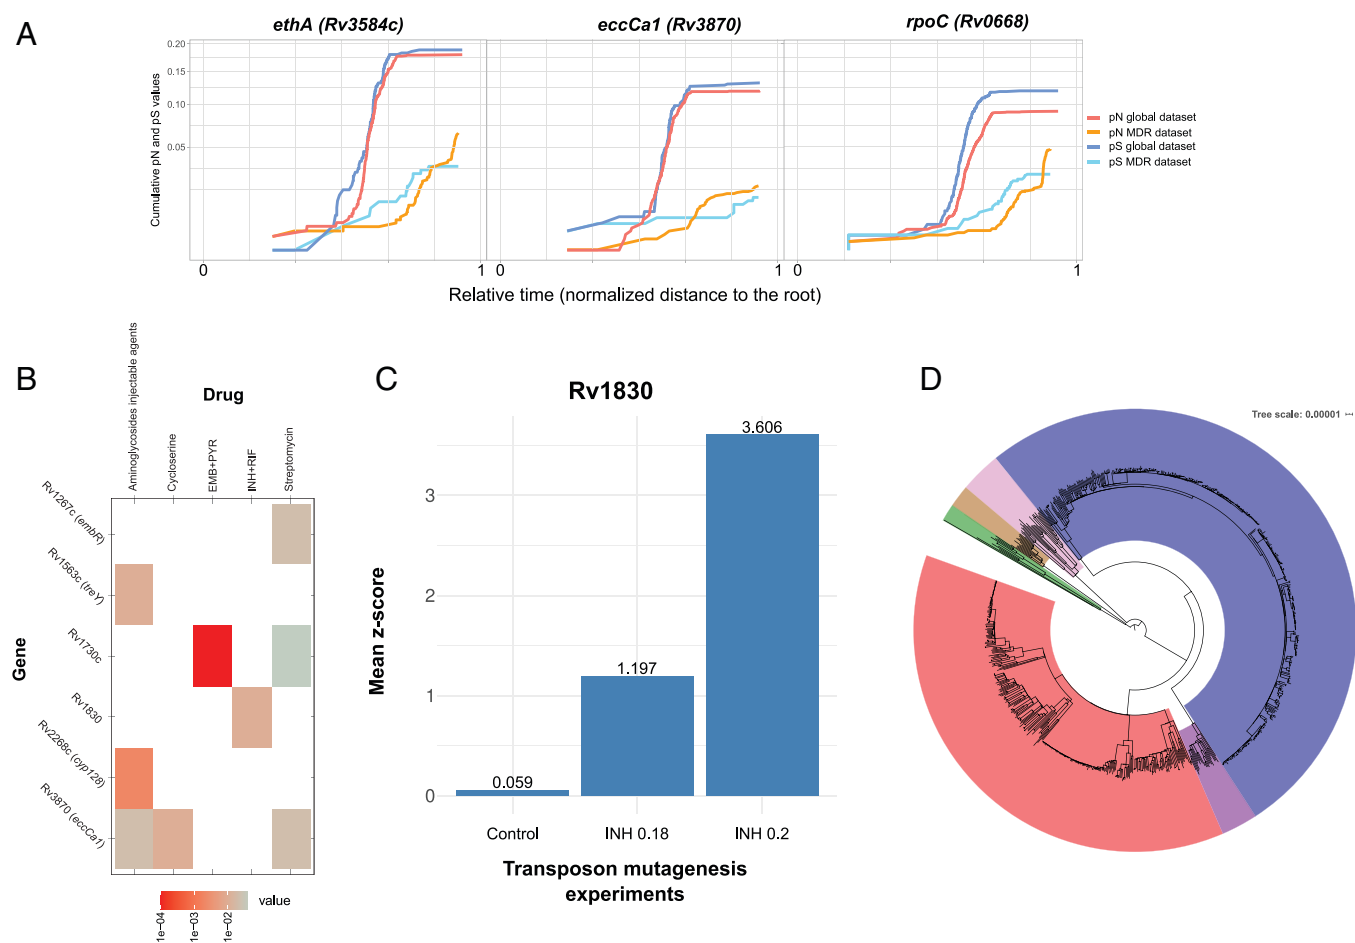 A
ethA (Rv3584c)
eccCa1 (Rv3870)
rpoC (Rv0668)
Cumulative pN and pS values
0.20
0.15
0.10
0.05
pN global dataset
pN MDR dataset
pS global dataset
pS MDR dataset
0
1
0
1
0
1
Relative time (normalized distance to the root)
B
Drug
Aminoglycosides injectable agents
Cycloserine
EMB+PYR
INH+RIF
Streptomycin
Gene
Rv1267c (embR)
Rv1563c (treY)
Rv1730c
Rv1830
Rv2268c (cyp128)
Rv3870 (eccCa1)
value
1e−04
1e−03
1e−02
C
Rv1830
Mean z-score
3
2
1
0
0.059
1.197
3.606
Control
INH 0.18
INH 0.2
Transposon mutagenesis
experiments
D
Tree scale: 0.00001